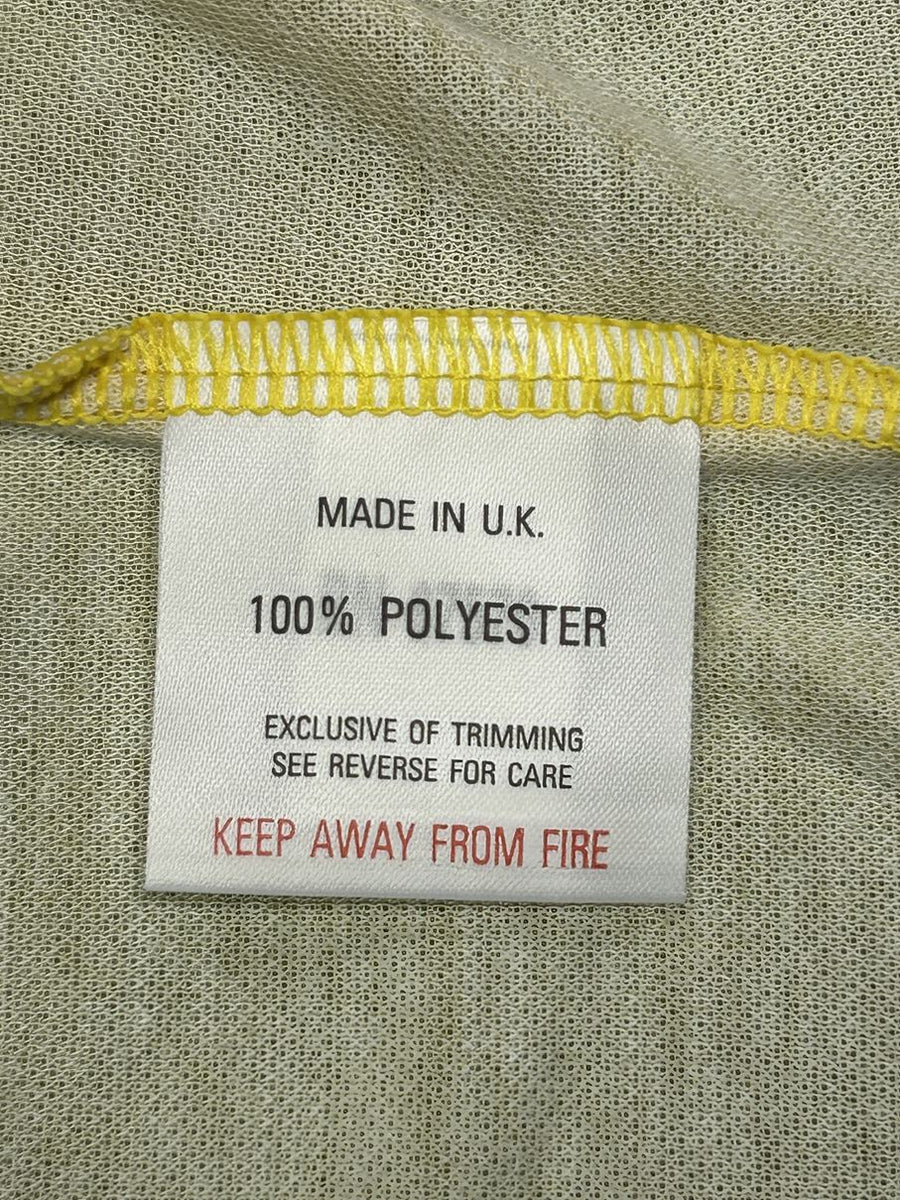 MADE IN U.K.
100% POLYESTER
EXCLUSIVE OF TRIMMING
SEE REVERSE FOR CARE
KEEP AWAY FROM FIRE